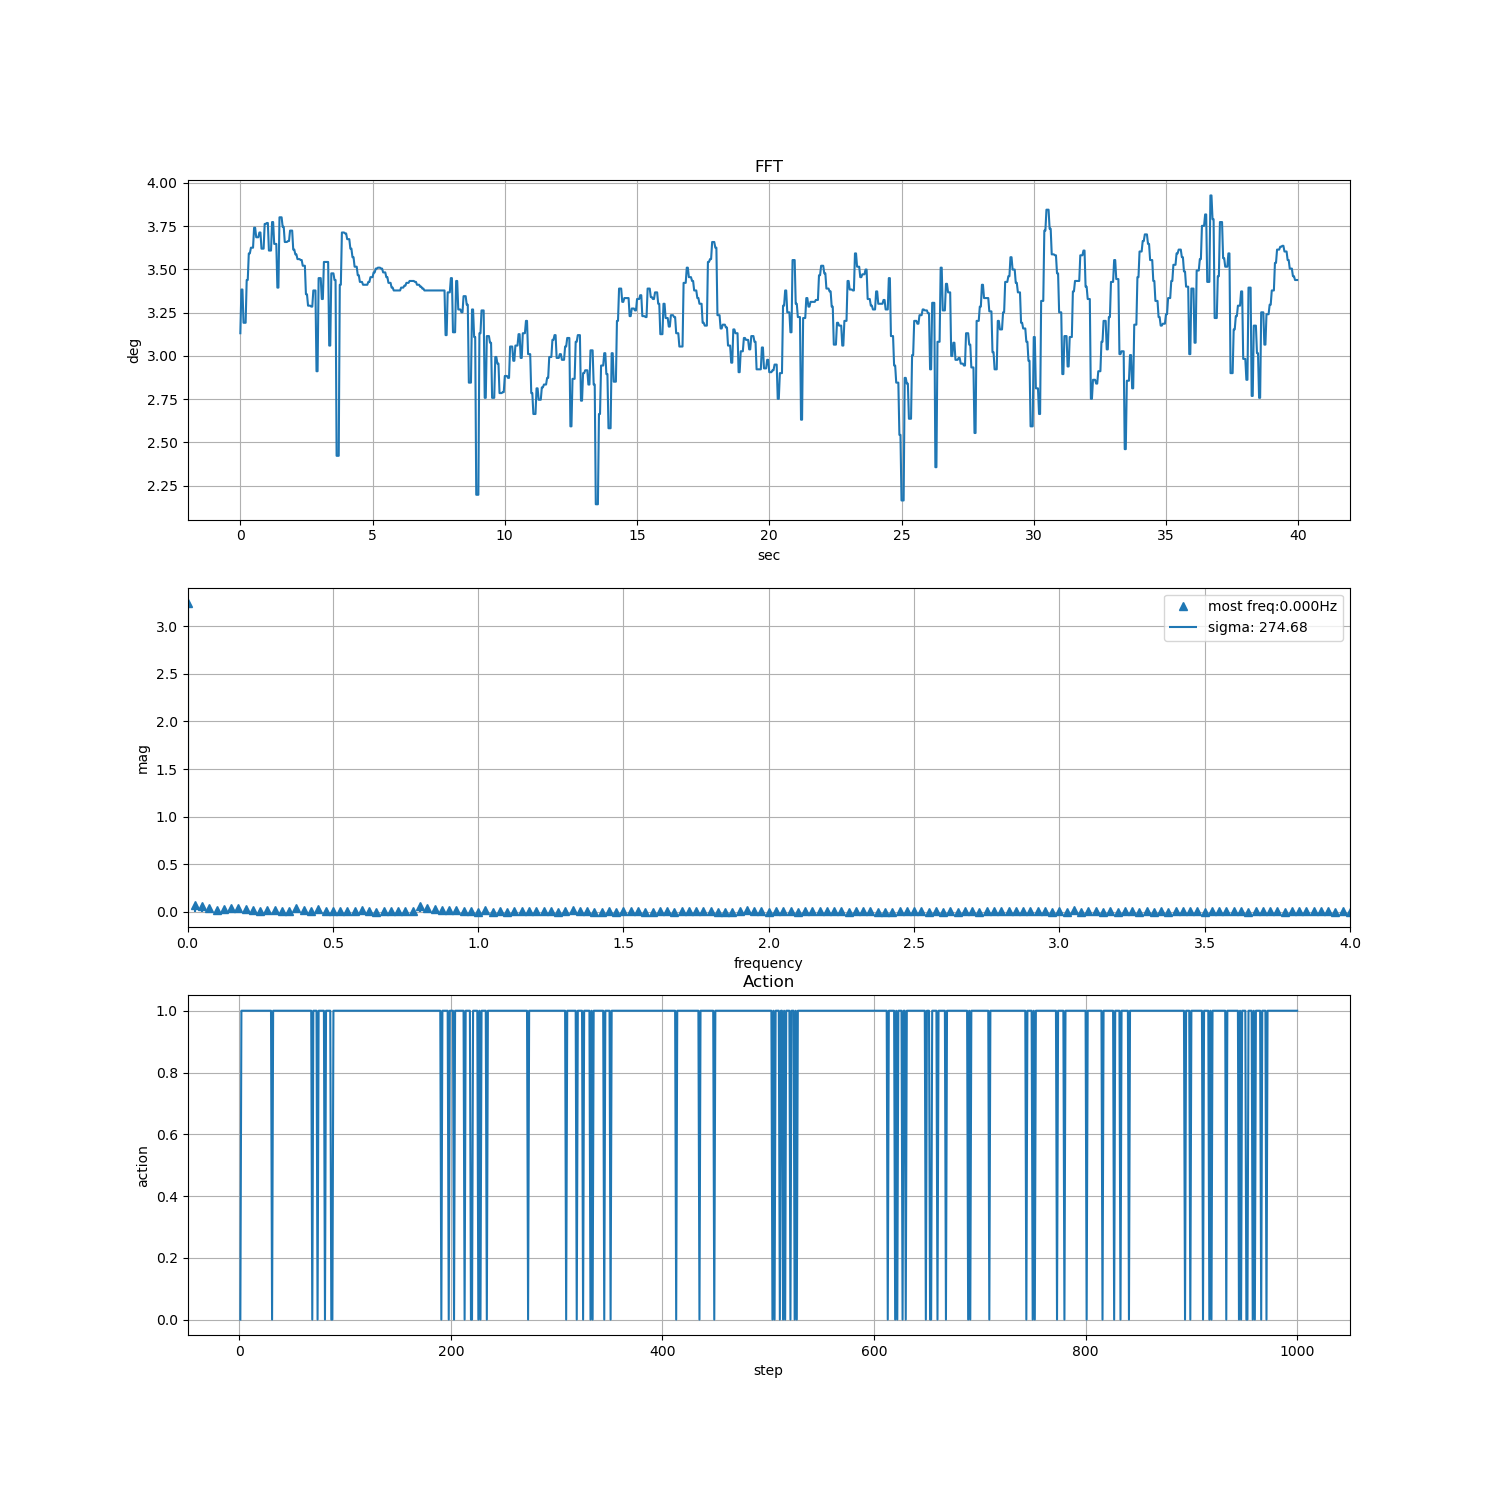 FFT
4.00
3.75
3.50
3.25
3.00
2.75
2.50
2.25
deg
0 5 10 15 20 25 30 35 40
sec
most freq:0.000Hz
sigma: 274.68
3.0
2.5
2.0
1.5
1.0
0.5
0.0
mag
0.0 0.5 1.0 1.5 2.0 2.5 3.0 3.5 4.0
frequency
Action
1.0
0.8
0.6
0.4
0.2
0.0
action
0 200 400 600 800 1000
step